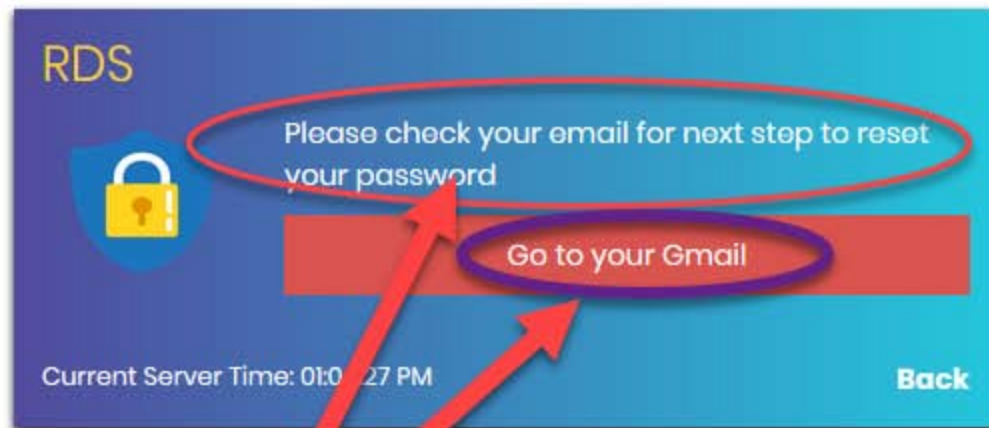 RDS
Please check your email for next step to reset
your password
Go to your Gmail
Current Server Time: 27 PM
Back